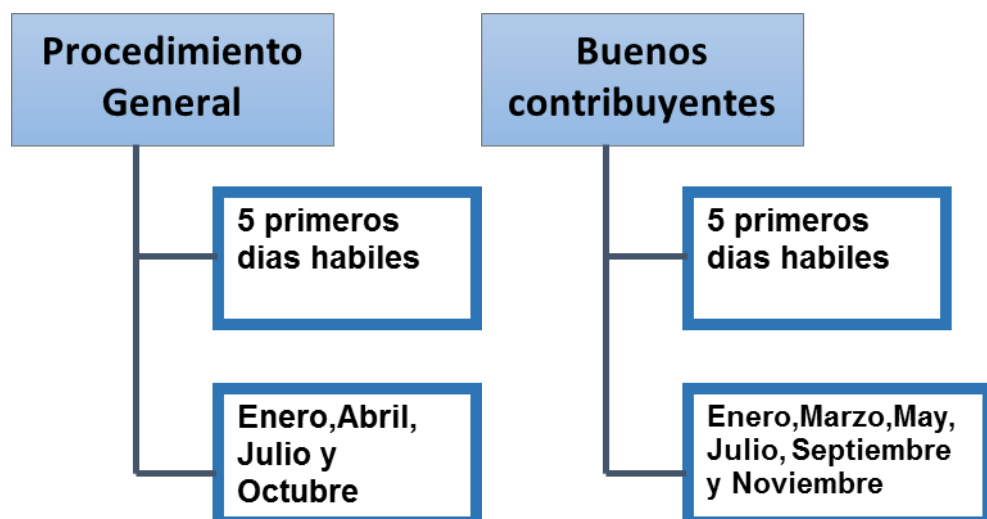 Procedimiento
General
5 primeros
dias habiles
Enero,Abril,
Julio y
Octubre
Buenos
contribuyentes
5 primeros
dias habiles
Enero,Marzo,May,
Julio, Septiembre
y Noviembre